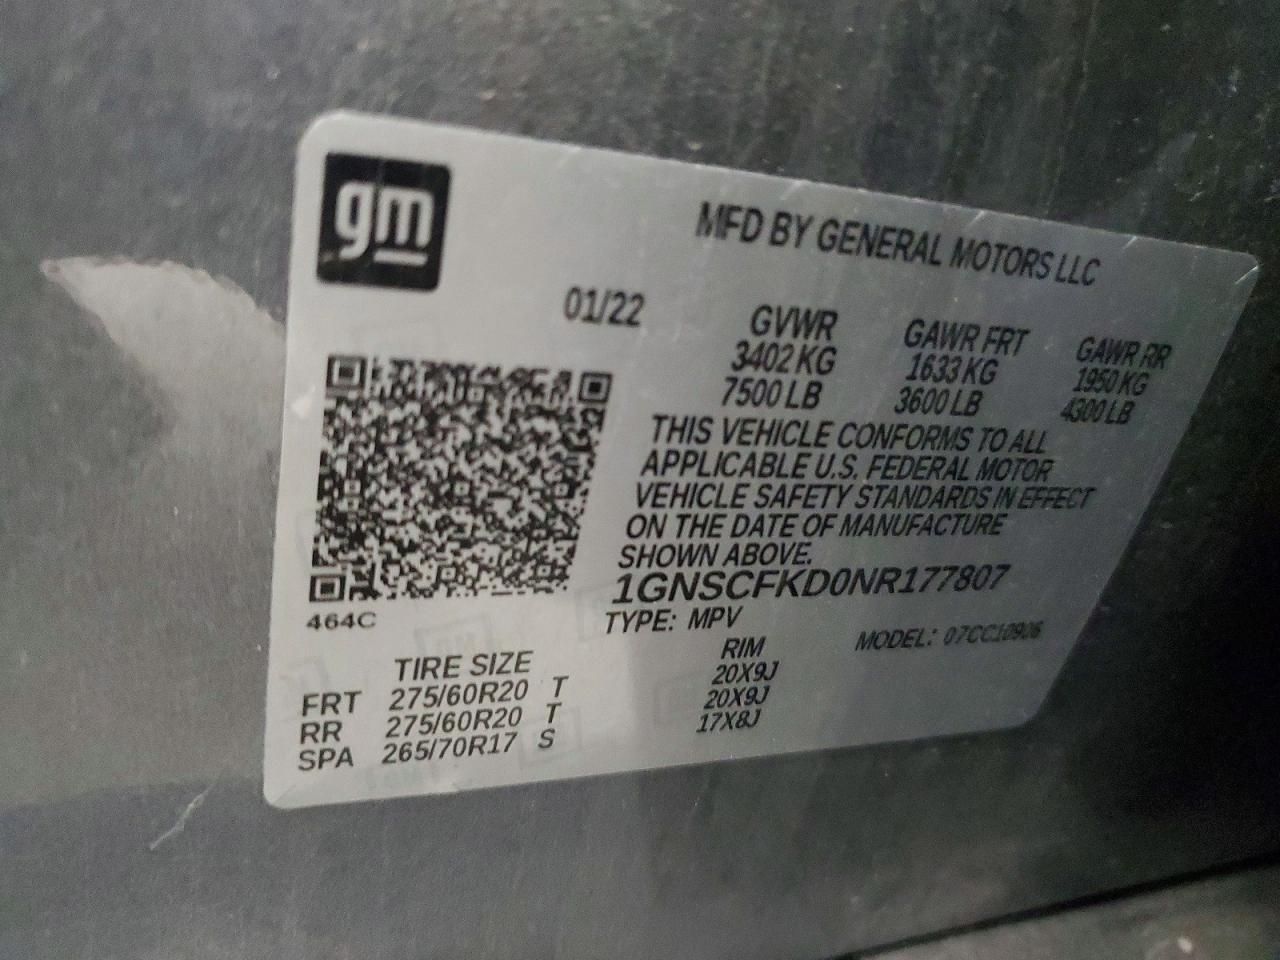 gm
MFD BY GENERAL MOTORS LLC
01/22 GVWR GAWR FRT GAWR RR
3402 KG 1633 KG 1950 KG
7500 LB 3600 LB 4300 LB
THIS VEHICLE CONFORMS TO ALL
APPLICABLE U.S. FEDERAL MOTOR
VEHICLE SAFETY STANDARDS IN EFFECT
ON THE DATE OF MANUFACTURE
SHOWN ABOVE.
1GNSCFKD0NR177807
464C
TYPE: MPV MODEL: 07CC10906
TIRE SIZE RIM
FRT 275/60R20 T 20X9J
RR 275/60R20 T 20X9J
SPA 265/70R17 S 17X8J